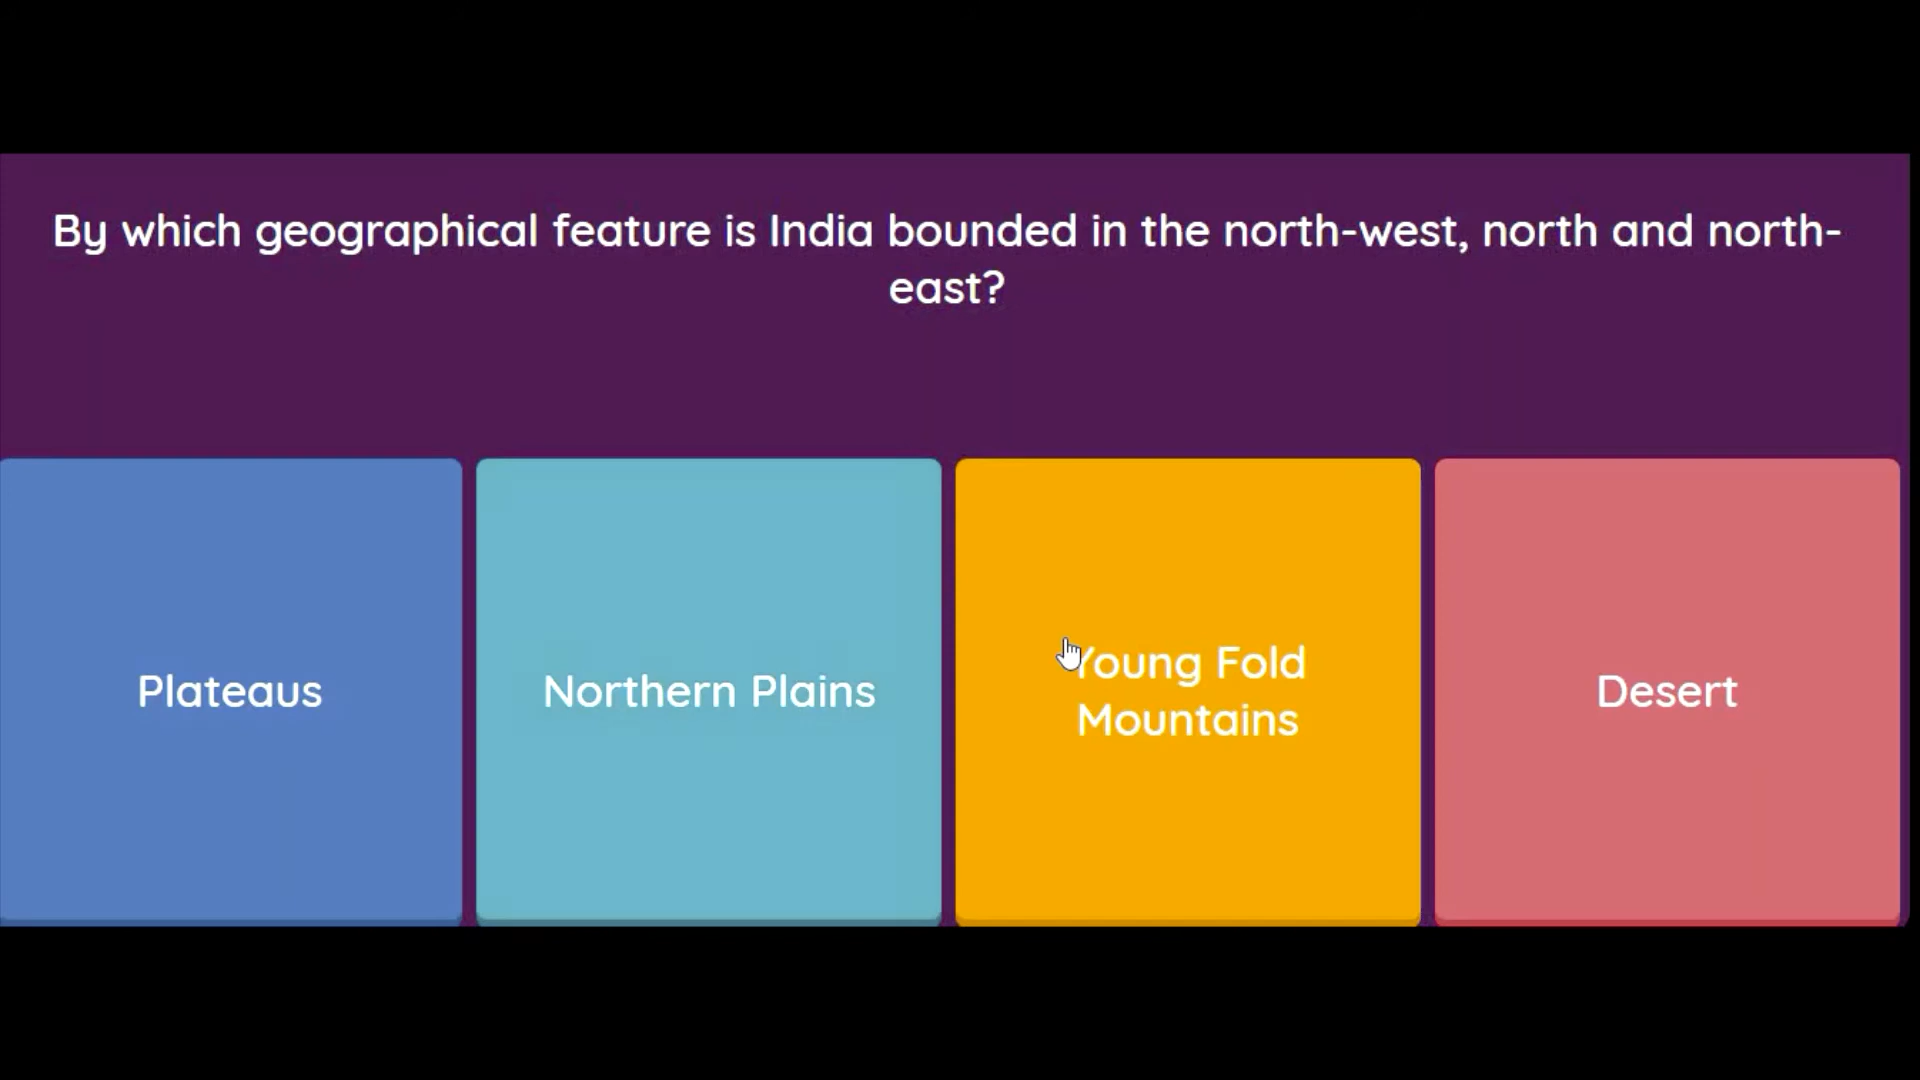 By which geographical feature is India bounded in the north-west, north and north-
east?
Plateaus
Northern Plains
Young Fold
Mountains
Desert